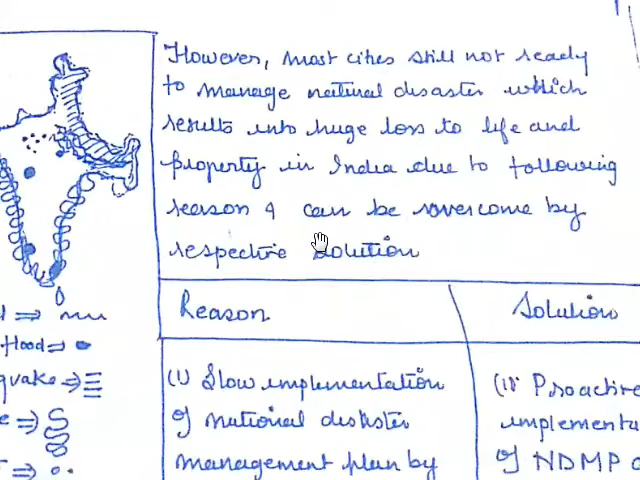 However, most cities still not ready
to manage natural disaster which
results into huge loss to life and
property in India due to following
reason & can be overcome by
respective solution
Reason
Solution
(1) Slow implementation
of national disaster
management plan by
(1) Proactive
implementa
of NDMP
⇒
flood ⇒
quake ⇒
⇒
⇒